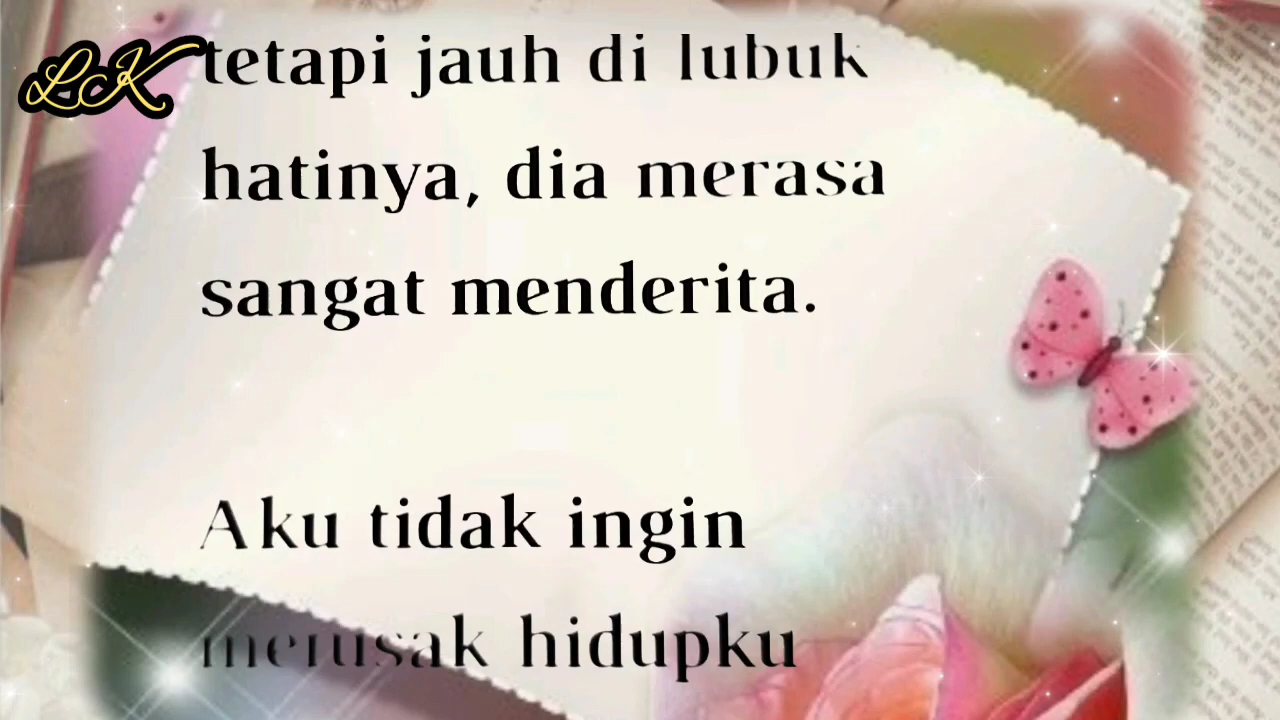 LK
tetapi jauh di lubuk
hatinya, dia merasa
sangat menderita.
Aku tidak ingin
merusak hidupku